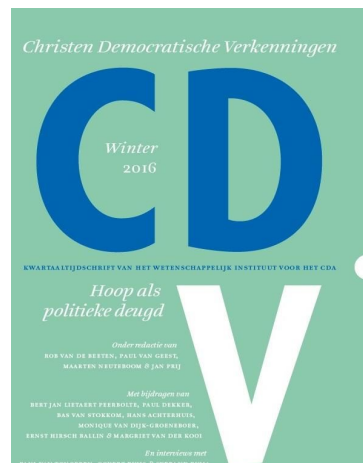 Christen Democratische Verkenningen
CD
Winter
2016
KWARTAALTIJDSCHRIFT VAN HET WETENSCHAPPELIJK INSTITUUT VOOR HET CDA
Hoop als
politieke deugd
V
Onder redactie van
ROB VAN DE BEETEN, PAUL VAN GEEST,
MAARTEN NEUTEBOOM & JAN PRIJ
Met bijdragen van
BERT JAN LIETAERT PEERBOLTE, PAUL DEKKER,
BAS VAN STOKKOM, HANS ACHTERHUIS,
MONIQUE VAN DIJK-GROENEBOER,
ERNST HIRSCH BALLIN & MARGRIET VAN DER KOOI
En interviews met